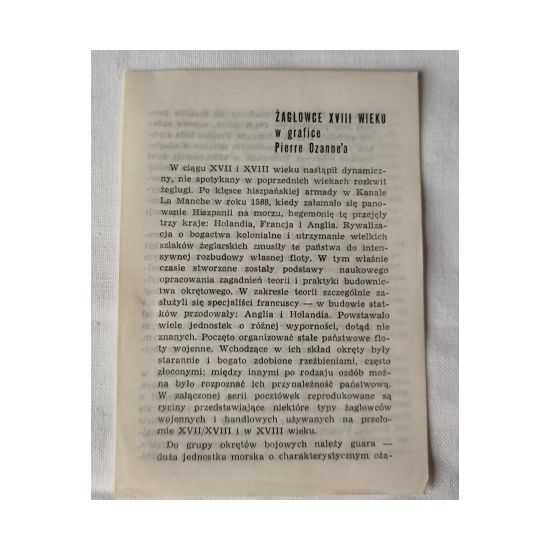 ŻAGLOWCE XVIII WIEKU
w grafice
Pierre Ozanne'a
W ciągu XVII i XVIII wieku nastąpił dynamicz-
ny, nie spotykany w poprzednich wiekach rozkwit
żeglugi. Po klęsce hiszpańskiej armady w Kanale
La Manche w roku 1588, kiedy załamało się pano-
wanie Hiszpanii na morzu, hegemonię tę przejęły
trzy kraje: Holandia, Francja i Anglia. Rywaliza-
cja o bogactwa kolonialne i utrzymanie wielkich
szlaków żeglarskich zmusiły te państwa do inten-
sywnej rozbudowy własnej floty. W tym właśnie
czasie stworzone zostały podstawy naukowego
opracowania zagadnień teorii i praktyki budownic-
twa okrętowego. W zakresie teorii szczególnie za-
służyli się specjaliści francuscy — w budowie stat-
ków przodowały: Anglia i Holandia. Powstawało
wiele jednostek o różnej wyporności, dotąd nie
znanych. Poczęto organizować stałe państwowe flo-
ty wojenne. Wchodzące w ich skład okręty były
starannie i bogato zdobione rzeźbieniami, często
złoconymi; między innymi po rodzaju ozdób moż-
na było rozpoznać ich przynależność państwową.
W załączonej serii pocztówek reprodukowane są
ryciny przedstawiające niektóre typy żaglowców
wojennych i handlowych używanych na przeło-
mie XVII/XVIII i w XVIII wieku.
Do grupy okrętów bojowych należy guara —
duża jednostka morska o charakterystycznym oża-